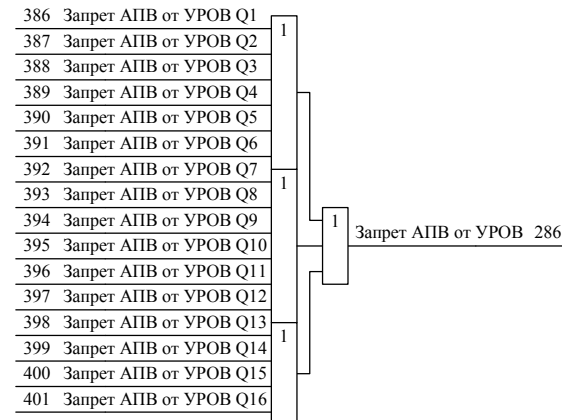 386 Запрет АПВ от УРОВ Q1
1
387 Запрет АПВ от УРОВ Q2
388 Запрет АПВ от УРОВ Q3
389 Запрет АПВ от УРОВ Q4
390 Запрет АПВ от УРОВ Q5
391 Запрет АПВ от УРОВ Q6
392 Запрет АПВ от УРОВ Q7
1
393 Запрет АПВ от УРОВ Q8
394 Запрет АПВ от УРОВ Q9
1
Запрет АПВ от УРОВ 286
395 Запрет АПВ от УРОВ Q10
396 Запрет АПВ от УРОВ Q11
397 Запрет АПВ от УРОВ Q12
398 Запрет АПВ от УРОВ Q13
1
399 Запрет АПВ от УРОВ Q14
400 Запрет АПВ от УРОВ Q15
401 Запрет АПВ от УРОВ Q16